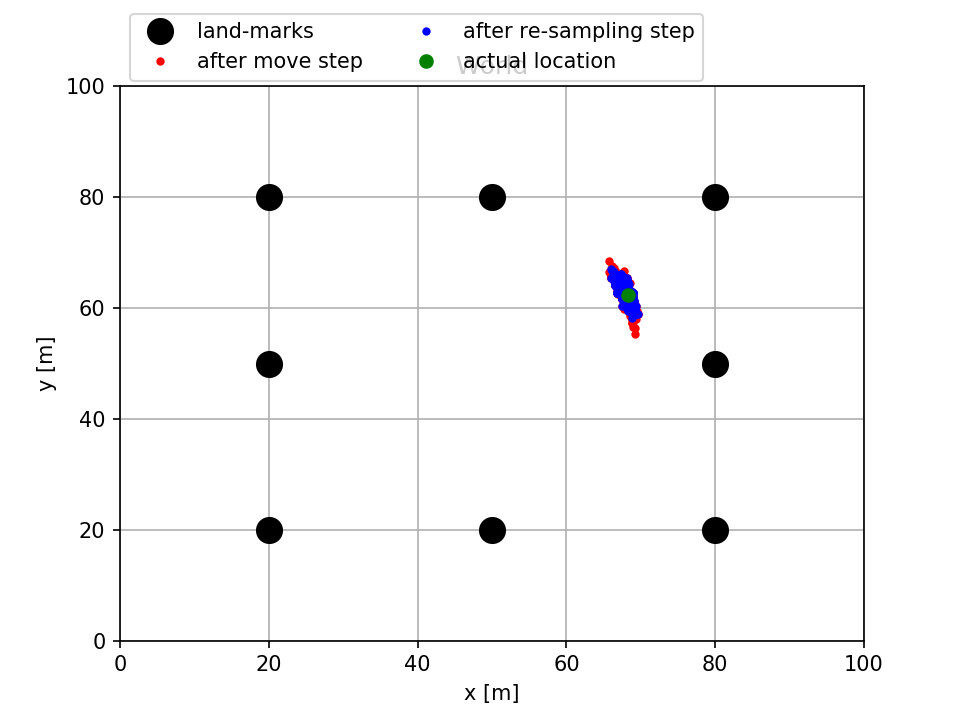 land-marks
after re-sampling step
after move step
actual location
World
100
80
60
40
20
0
y [m]
0 20 40 60 80 100
x [m]